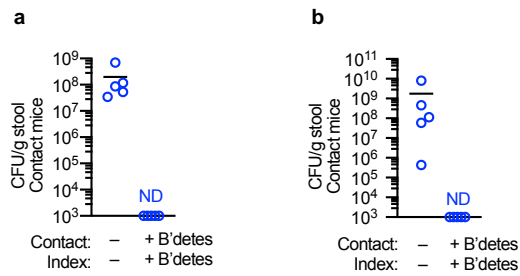 a
CFU/g stool
Contact mice
10⁹
10⁸
10⁷
10⁶
10⁵
10⁴
10³
ND
Contact: – + B'detes
Index: – + B'detes
b
CFU/g stool
Contact mice
10¹¹
10¹⁰
10⁹
10⁸
10⁷
10⁶
10⁵
10⁴
10³
ND
Contact: – + B'detes
Index: – + B'detes